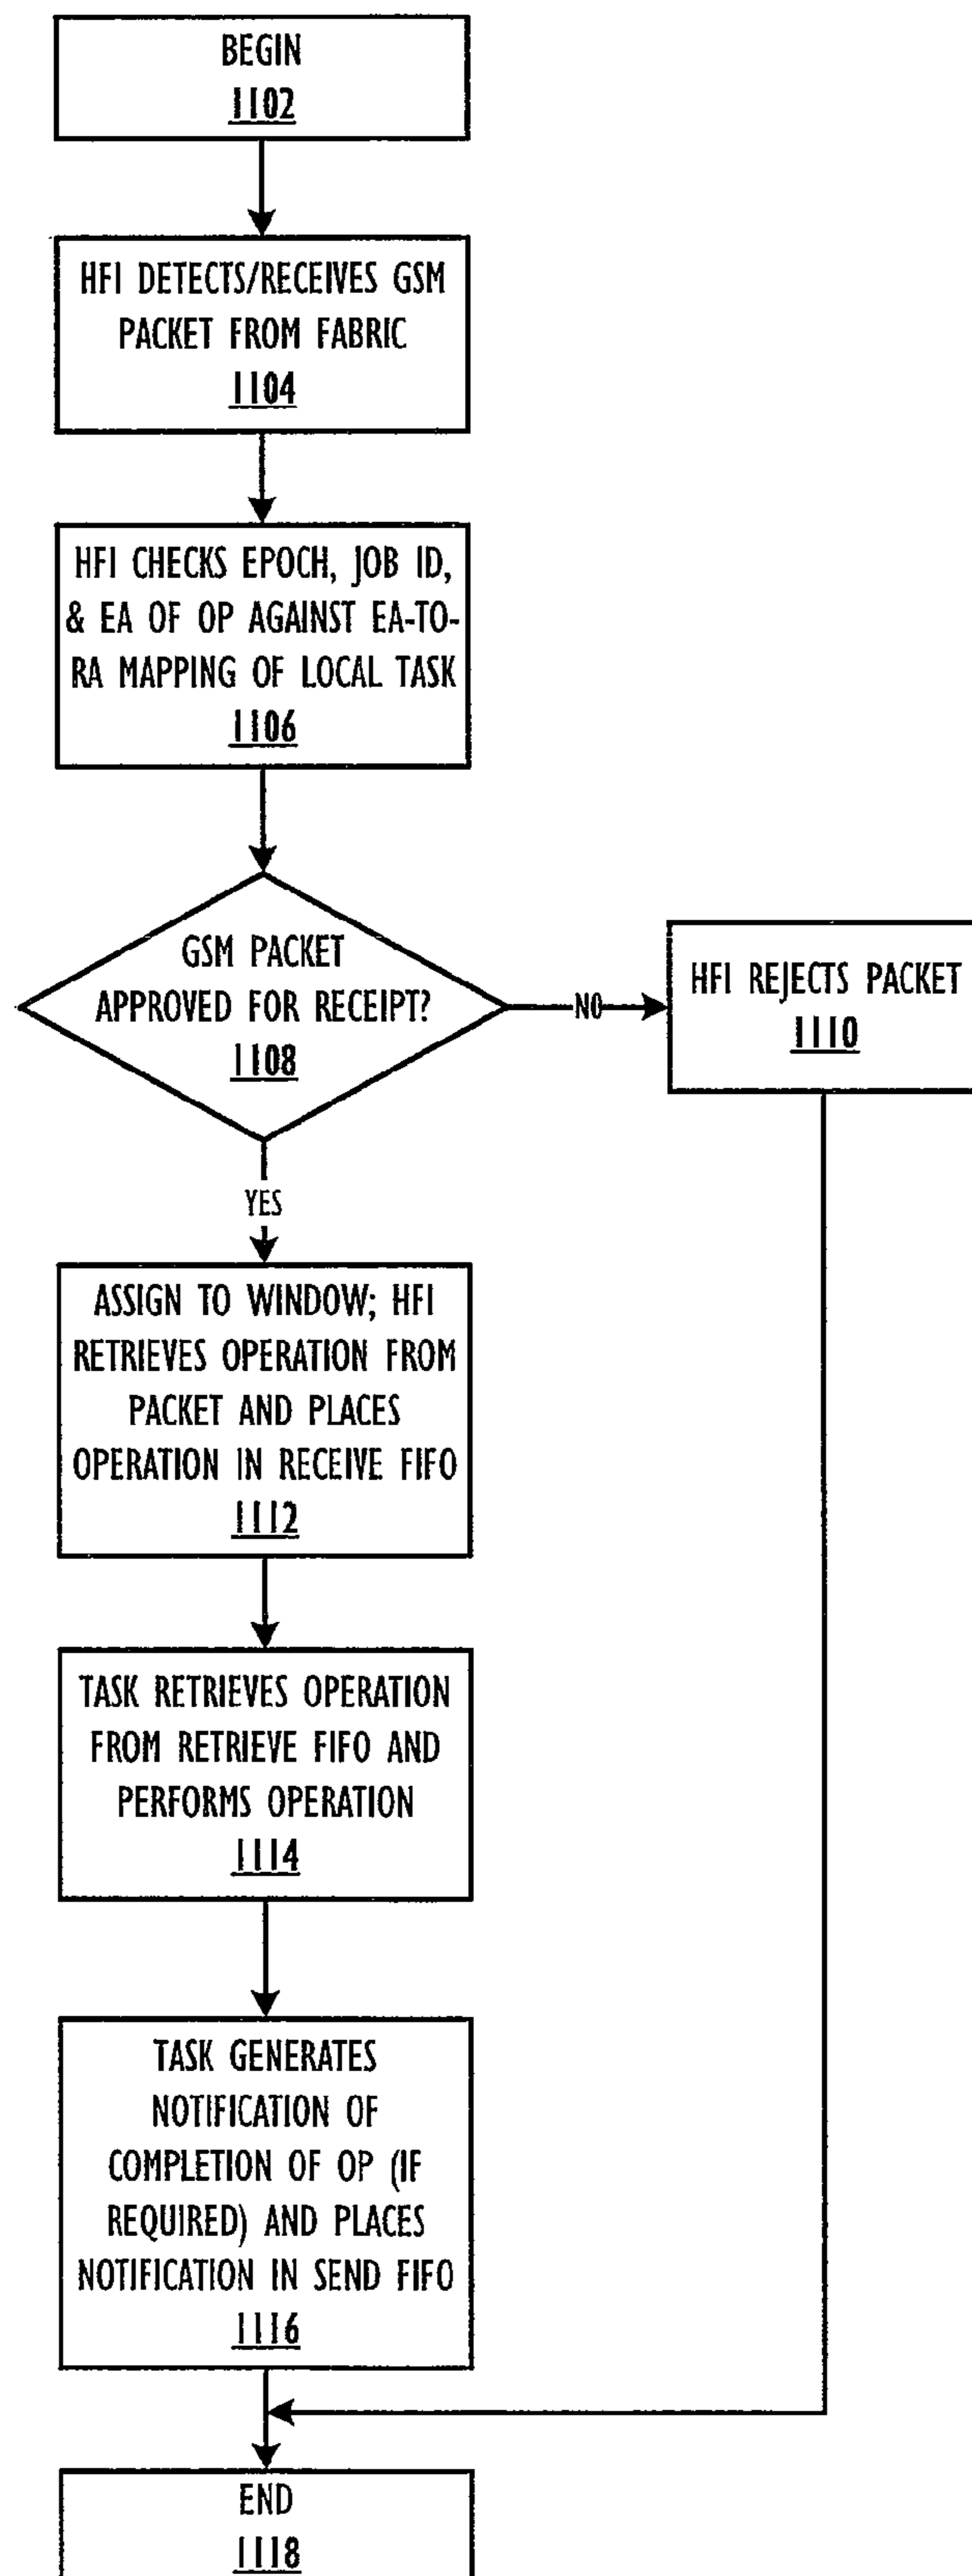 BEGIN
1102
HFI DETECTS/RECEIVES GSM
PACKET FROM FABRIC
1104
HFI CHECKS EPOCH, JOB ID,
& EA OF OP AGAINST EA-TO-
RA MAPPING OF LOCAL TASK
1106
GSM PACKET
APPROVED FOR RECEIPT?
1108
NO
HFI REJECTS PACKET
1110
YES
ASSIGN TO WINDOW; HFI
RETRIEVES OPERATION FROM
PACKET AND PLACES
OPERATION IN RECEIVE FIFO
1112
TASK RETRIEVES OPERATION
FROM RETRIEVE FIFO AND
PERFORMS OPERATION
1114
TASK GENERATES
NOTIFICATION OF
COMPLETION OF OP (IF
REQUIRED) AND PLACES
NOTIFICATION IN SEND FIFO
1116
END
1118